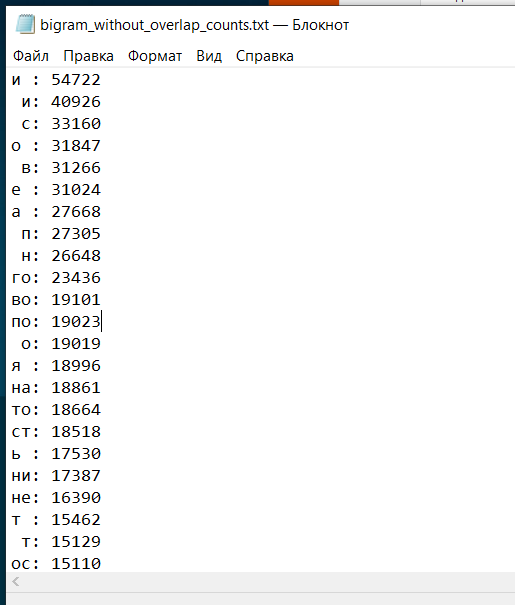 bigram_without_overlap_counts.txt — Блокнот
Файл Правка Формат Вид Справка
и : 54722
 и: 40926
 с: 33160
о : 31847
 в: 31266
е : 31024
а : 27668
 п: 27305
 н: 26648
го: 23436
во: 19101
по: 19023
 о: 19019
я : 18996
на: 18861
то: 18664
ст: 18518
ь : 17530
ни: 17387
не: 16390
т : 15462
 т: 15129
ос: 15110